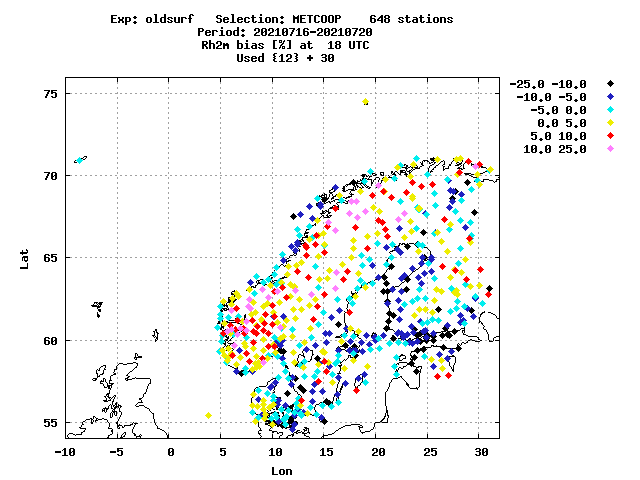 Exp: oldsurf   Selection: METCOOP    648 stations
Period: 20210716-20210720
Rh2m bias [%] at  18 UTC
Used {12} + 30
-25.0 -10.0
-10.0 -5.0
-5.0 0.0
0.0 5.0
5.0 10.0
10.0 25.0
75
70
65
60
55
Lat
-10 -5 0 5 10 15 20 25 30
Lon